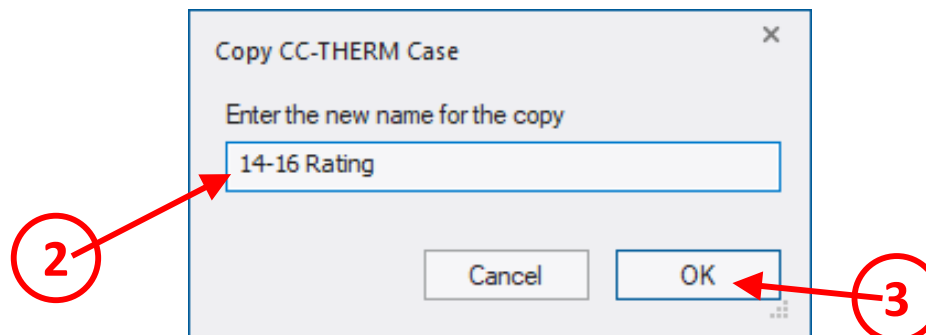 Copy CC-THERM Case
Enter the new name for the copy
14-16 Rating
2
Cancel
OK
3